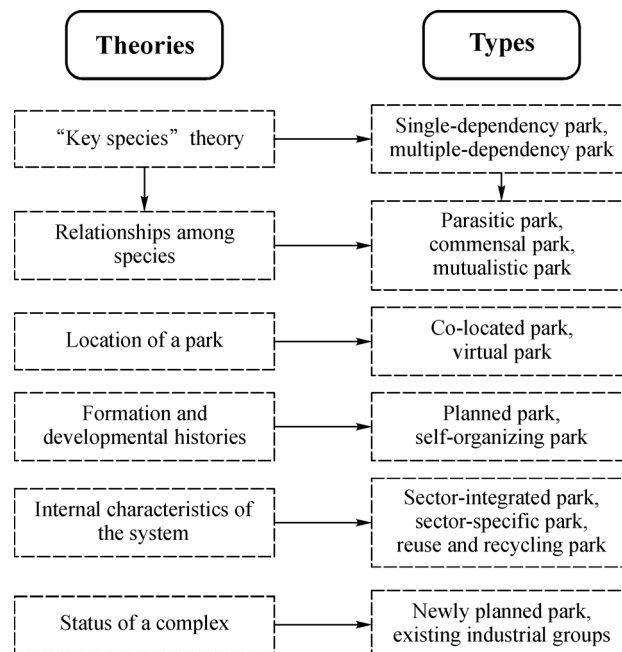 Theories
Types
“Key species” theory
Single-dependency park,
multiple-dependency park
Relationships among
species
Parasitic park,
commensal park,
mutualistic park
Location of a park
Co-located park,
virtual park
Formation and
developmental histories
Planned park,
self-organizing park
Internal characteristics of
the system
Sector-integrated park,
sector-specific park,
reuse and recycling park
Status of a complex
Newly planned park,
existing industrial groups